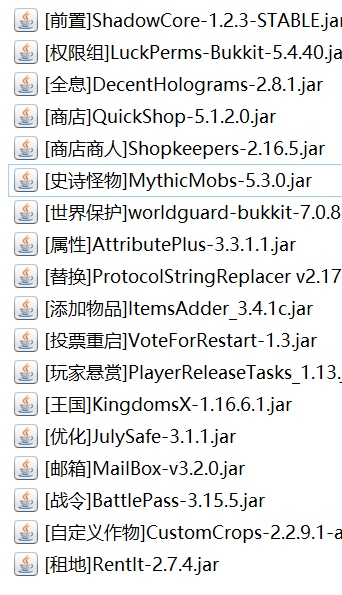 [前置]ShadowCore-1.2.3-STABLE.jar
[权限组]LuckPerms-Bukkit-5.4.40.ja
[全息]DecentHolograms-2.8.1.jar
[商店]QuickShop-5.1.2.0.jar
[商店商人]Shopkeepers-2.16.5.jar
[史诗怪物]MythicMobs-5.3.0.jar
[世界保护]worldguard-bukkit-7.0.8
[属性]AttributePlus-3.3.1.1.jar
[替换]ProtocolStringReplacer v2.17
[添加物品]ItemsAdder_3.4.1c.jar
[投票重启]VoteForRestart-1.3.jar
[玩家悬赏]PlayerReleaseTasks_1.13.j
[王国]KingdomsX-1.16.6.1.jar
[优化]JulySafe-3.1.1.jar
[邮箱]MailBox-v3.2.0.jar
[战令]BattlePass-3.15.5.jar
[自定义作物]CustomCrops-2.2.9.1-a
[租地]RentIt-2.7.4.jar